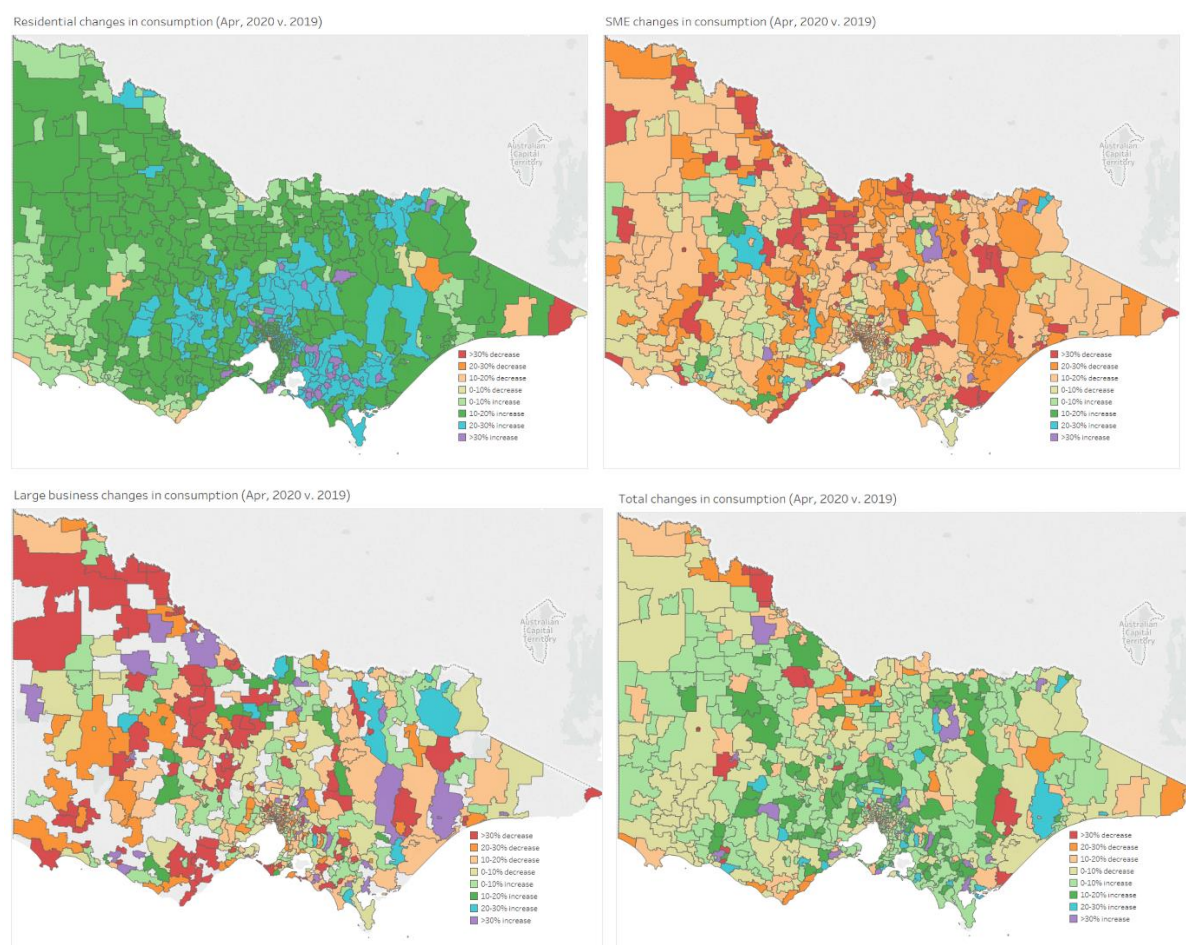 Residential changes in consumption (Apr, 2020 v. 2019)
Australian
Capital
Territory
>30% decrease
20-30% decrease
10-20% decrease
0-10% decrease
0-10% increase
10-20% increase
20-30% increase
>30% increase
SME changes in consumption (Apr, 2020 v. 2019)
Australian
Capital
Territory
>30% decrease
20-30% decrease
10-20% decrease
0-10% decrease
0-10% increase
10-20% increase
20-30% increase
>30% increase
Large business changes in consumption (Apr, 2020 v. 2019)
Australian
Capital
Territory
>30% decrease
20-30% decrease
10-20% decrease
0-10% decrease
0-10% increase
10-20% increase
20-30% increase
>30% increase
Total changes in consumption (Apr, 2020 v. 2019)
Australian
Capital
Territory
>30% decrease
20-30% decrease
10-20% decrease
0-10% decrease
0-10% increase
10-20% increase
20-30% increase
>30% increase